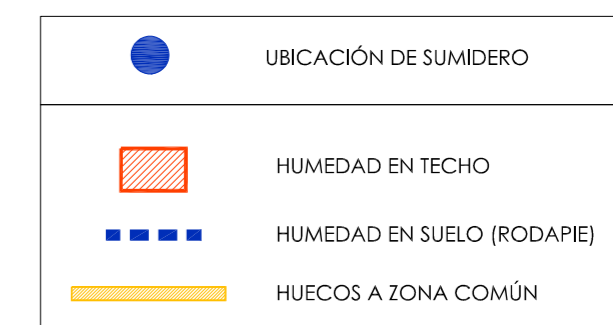 UBICACIÓN DE SUMIDERO
HUMEDAD EN TECHO
HUMEDAD EN SUELO (RODAPIE)
HUECOS A ZONA COMÚN